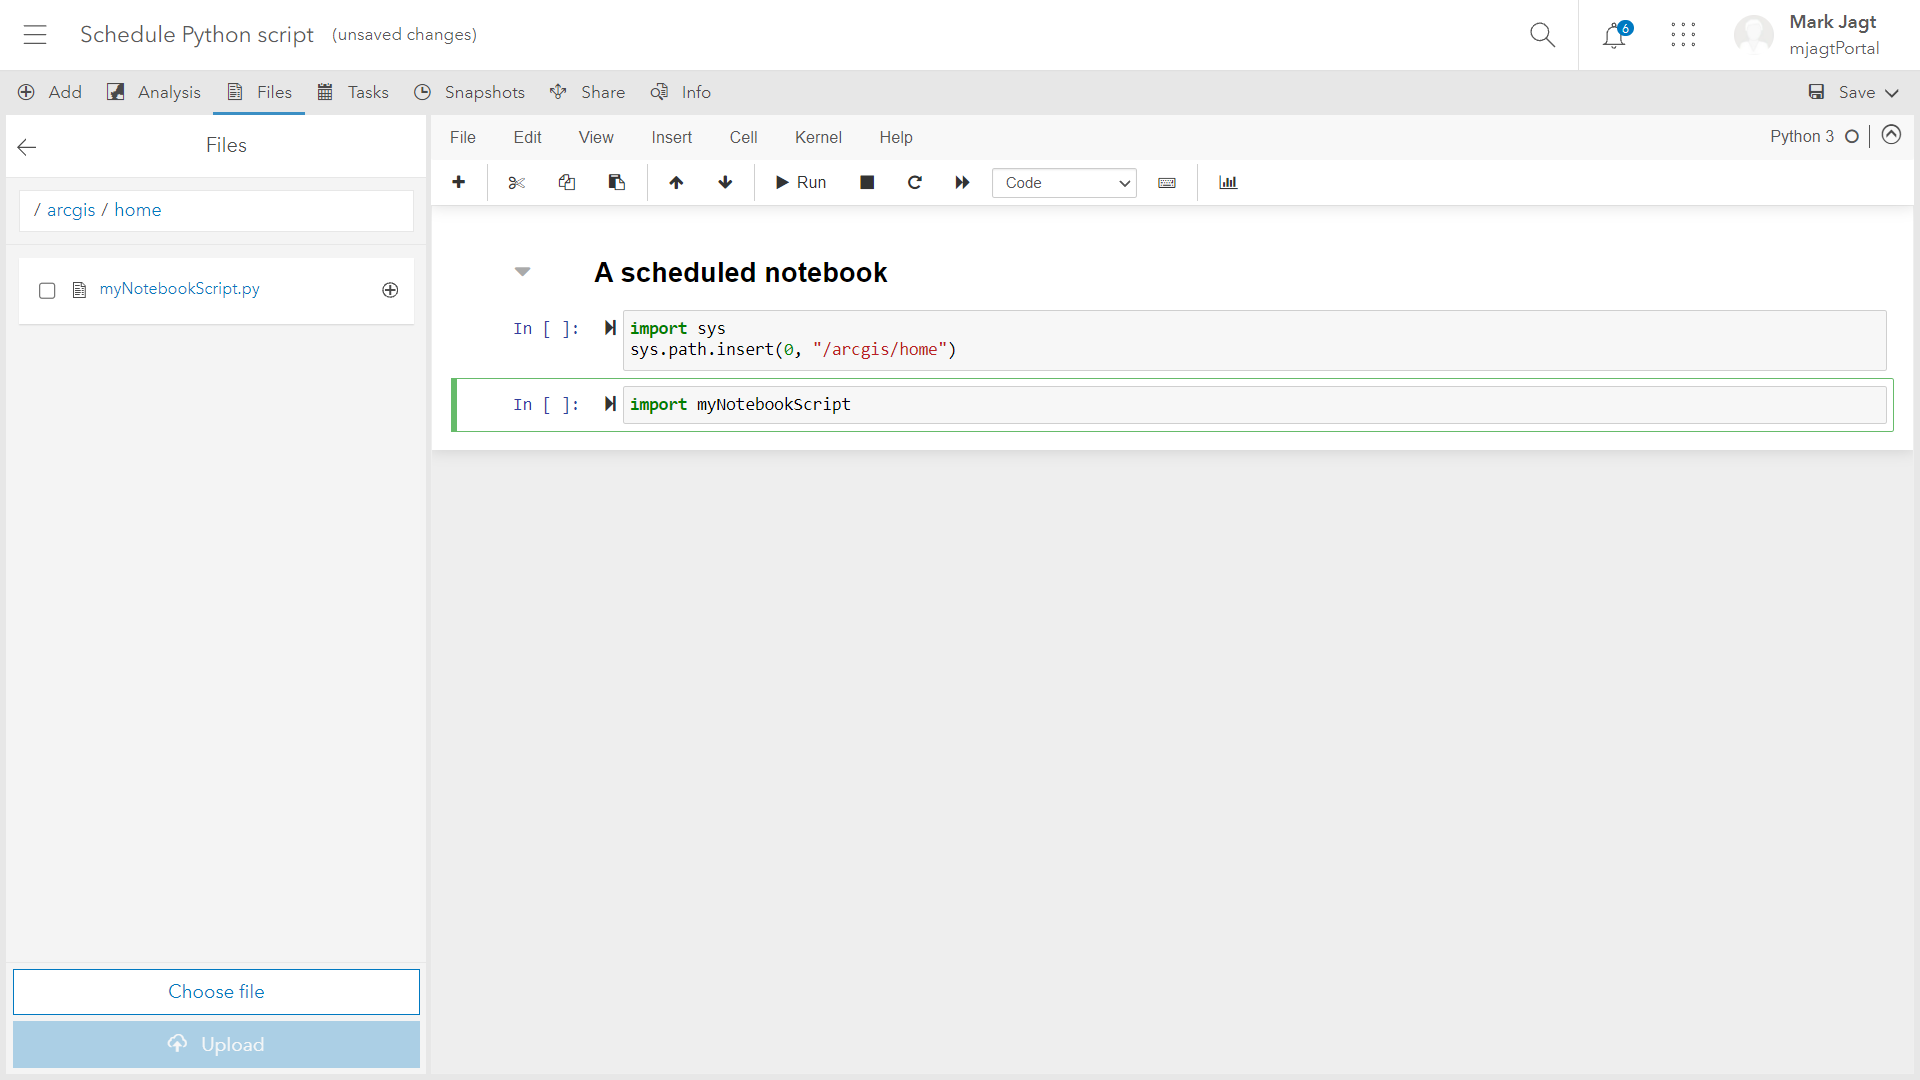 Schedule Python script (unsaved changes)
6
Mark Jagt
mjagtPortal
Add Analysis Files Tasks Snapshots Share Info Save
Files
/ arcgis / home
myNotebookScript.py
Choose file
Upload
File Edit View Insert Cell Kernel Help Python 3
Run Code
A scheduled notebook
In [ ]: import sys
sys.path.insert(0, "/arcgis/home")
In [ ]: import myNotebookScript